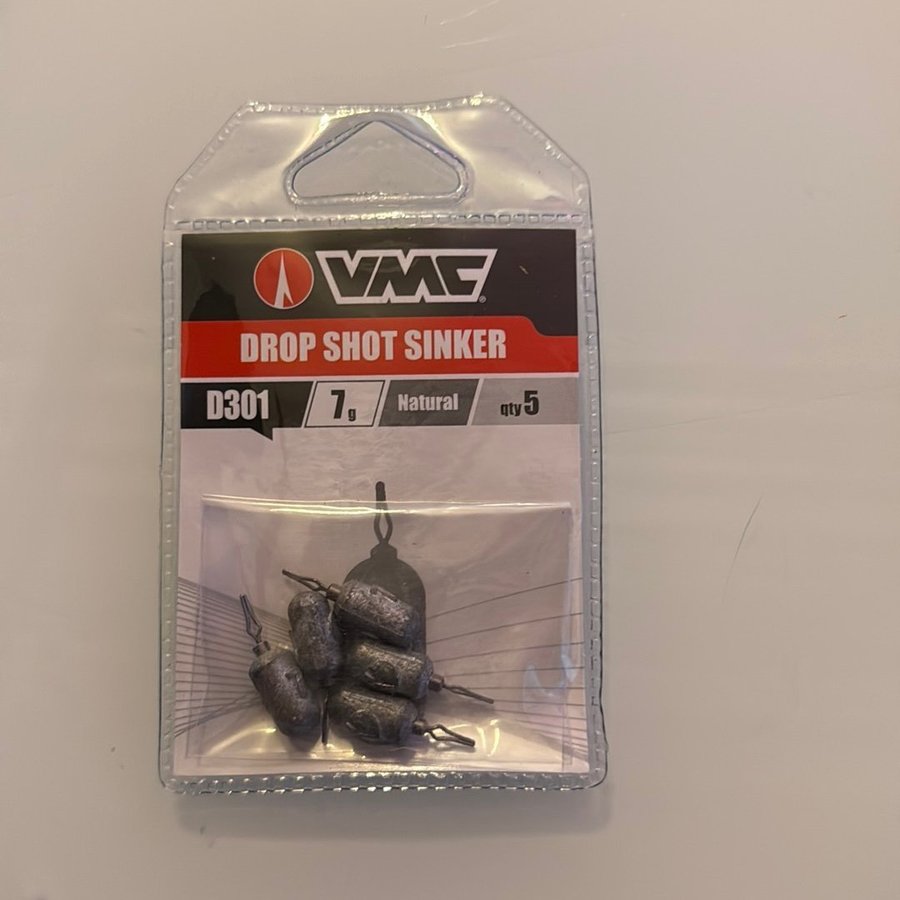 VMC®
DROP SHOT SINKER
D301 7g Natural qty 5